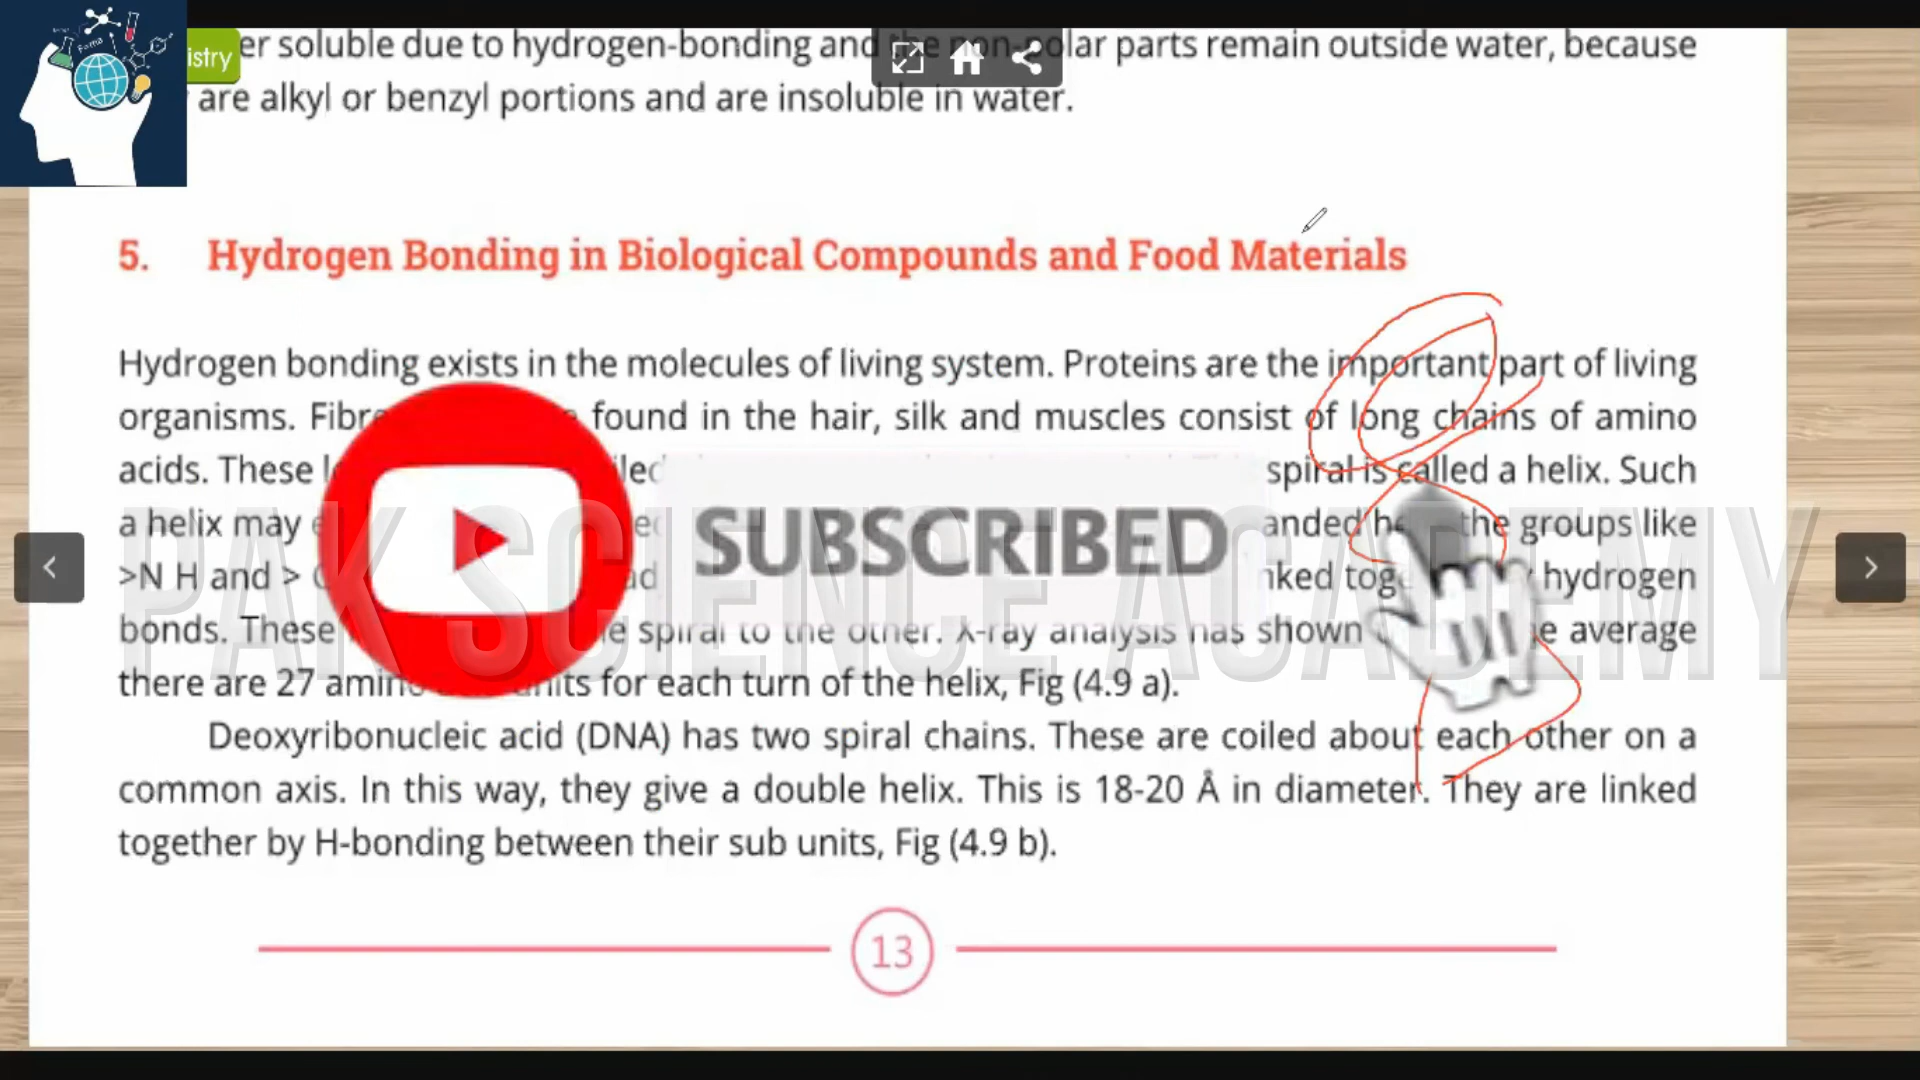 istry
er soluble due to hydrogen-bonding and the non-polar parts remain outside water, because
are alkyl or benzyl portions and are insoluble in water.
5. Hydrogen Bonding in Biological Compounds and Food Materials
Hydrogen bonding exists in the molecules of living system. Proteins are the important part of living
organisms. Fibr found in the hair, silk and muscles consist of long chains of amino
acids. These iled spiral is called a helix. Such
a helix may anded the groups like
>N H and > nked hydrogen
bonds. These spiral to the other. X-ray analysis has shown average
there are 27 amino units for each turn of the helix, Fig (4.9 a).
SUBSCRIBED
PAK SCIENCE ACADEMY
Deoxyribonucleic acid (DNA) has two spiral chains. These are coiled about each other on a
common axis. In this way, they give a double helix. This is 18-20 Å in diameter. They are linked
together by H-bonding between their sub units, Fig (4.9 b).
13